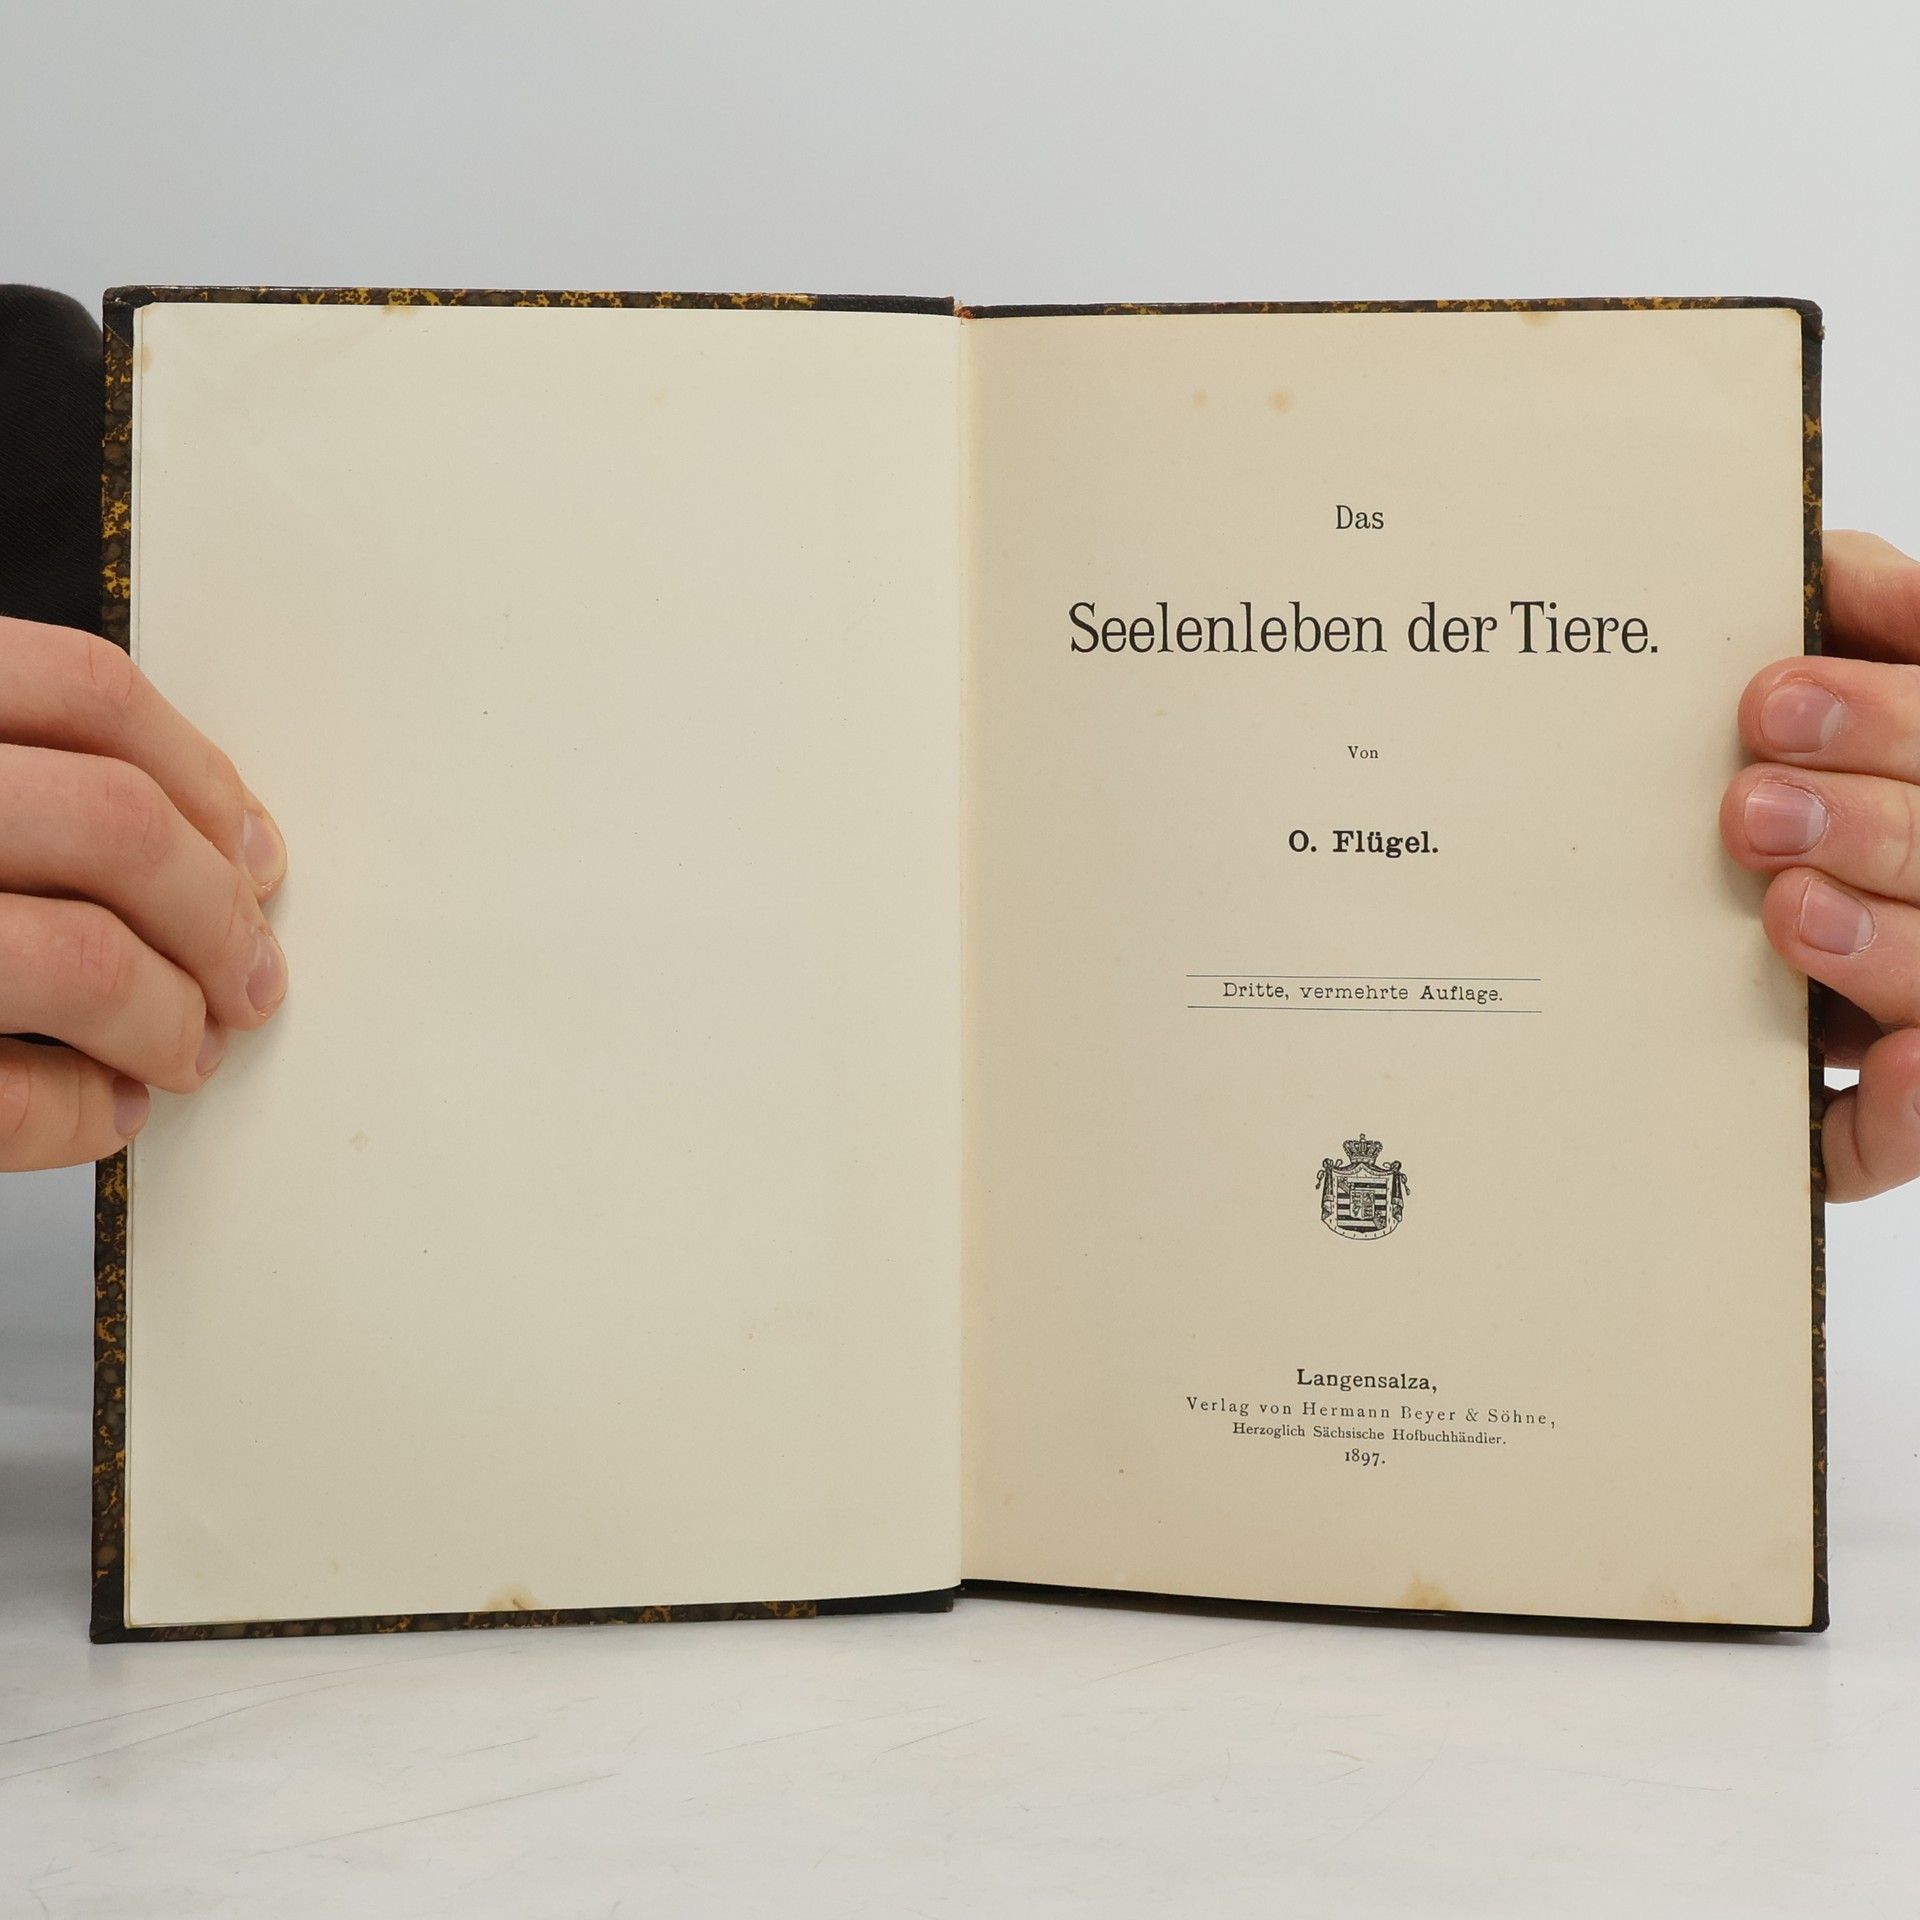 Das
Seelenleben der Tiere.
Von
O. Flügel.
Dritte, vermehrte Auflage.
Langensalza,
Verlag von Hermann Beyer & Söhne,
Herzoglich Sächsische Hofbuchhändler.
1897.